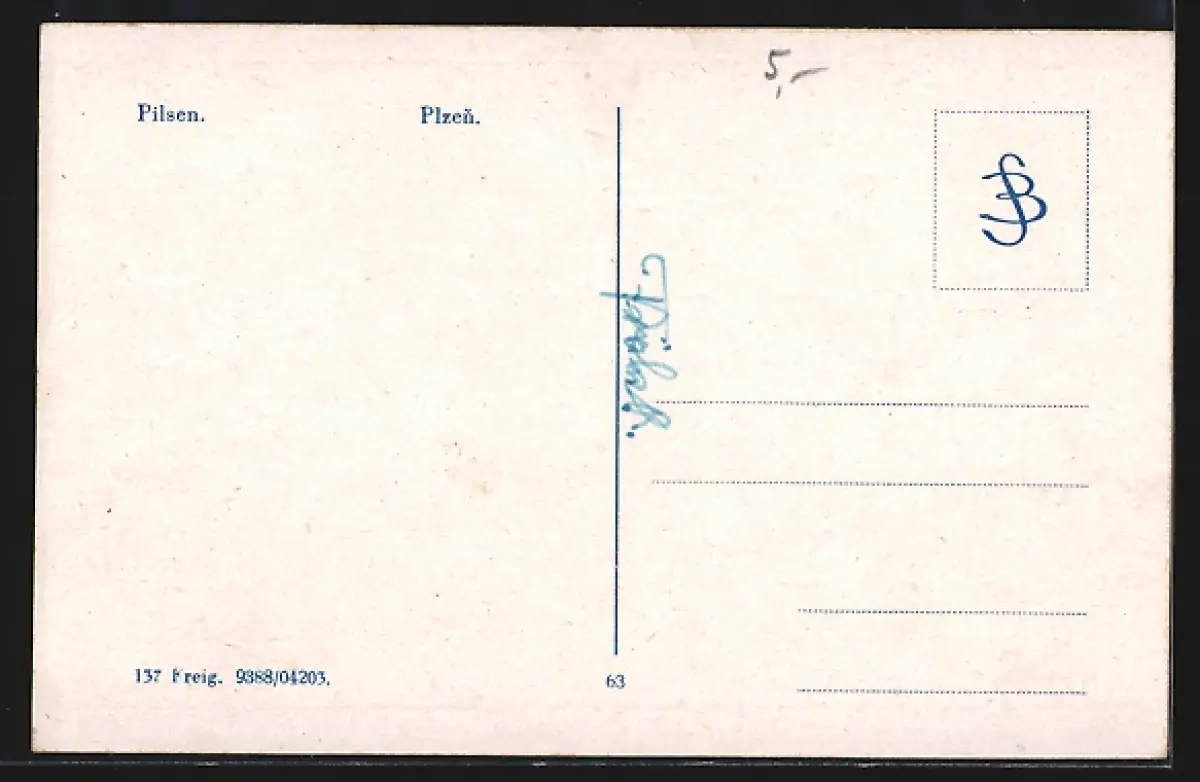 5,-
Pilsen. Plzeň.
137 Freig. 9388/04203.
63